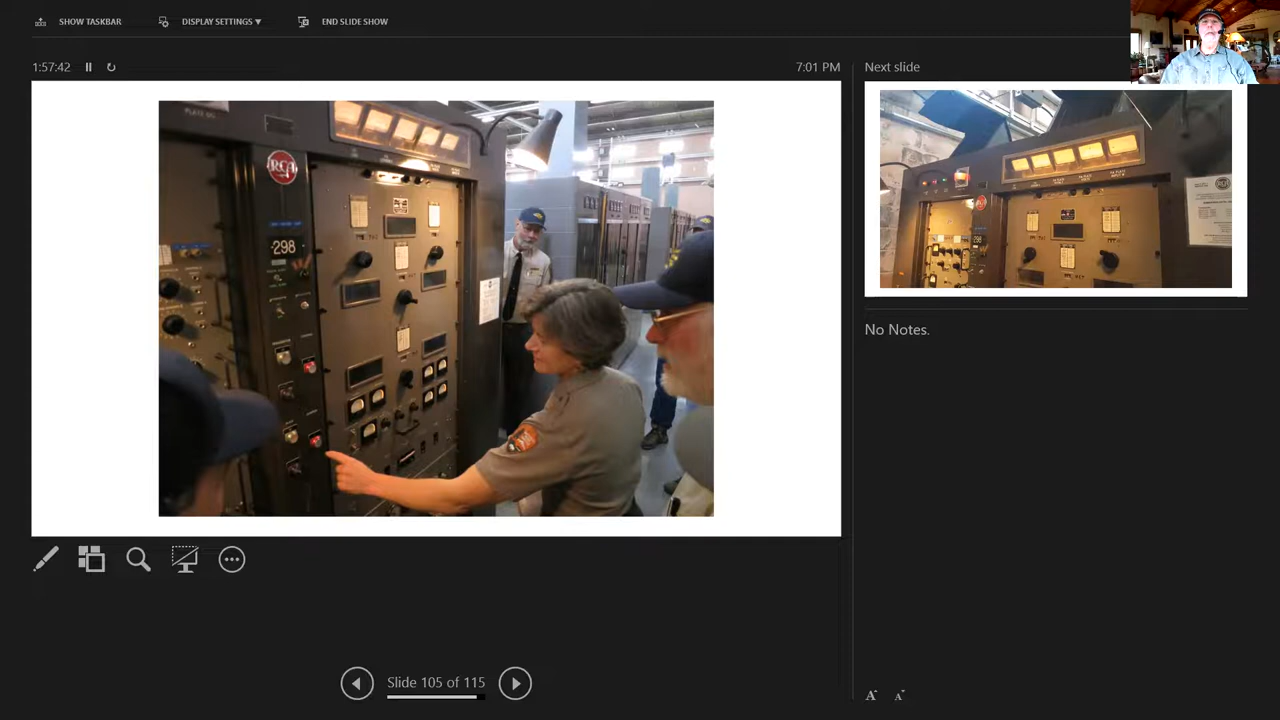 SHOW TASKBAR
DISPLAY SETTINGS ▼
END SLIDE SHOW
1:57:42
7:01 PM
Next slide
RCA
298
No Notes.
Slide 105 of 115
A
A